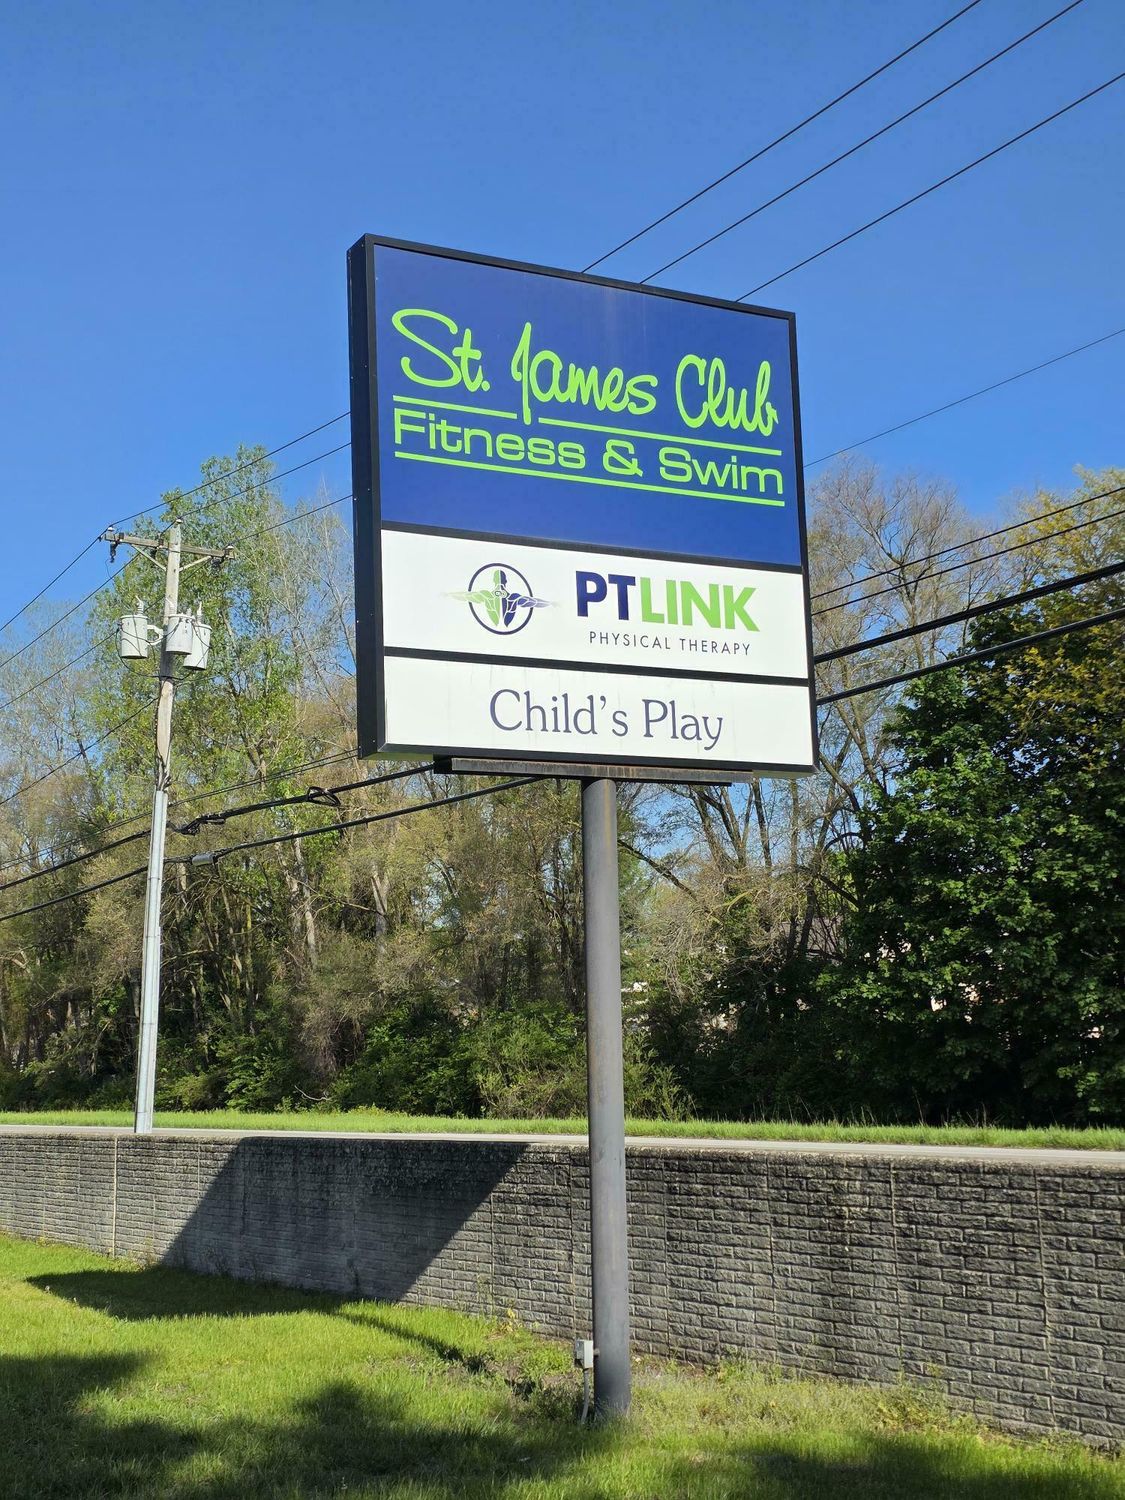 St. James Club
Fitness & Swim
PTLINK
PHYSICAL THERAPY
Child's Play